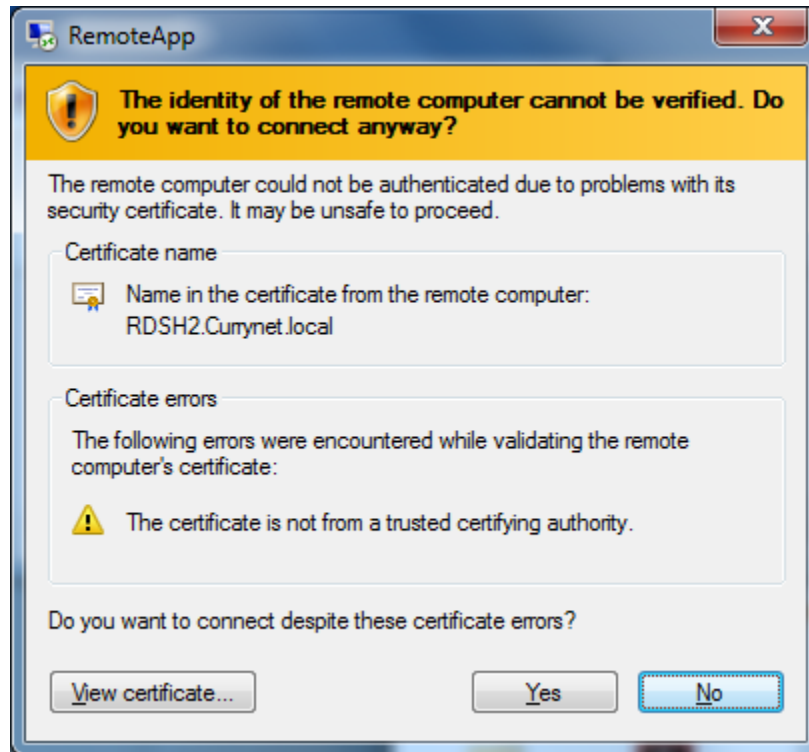 RemoteApp
The identity of the remote computer cannot be verified. Do
you want to connect anyway?
The remote computer could not be authenticated due to problems with its
security certificate. It may be unsafe to proceed.
Certificate name
Name in the certificate from the remote computer:
RDSH2.Currynet.local
Certificate errors
The following errors were encountered while validating the remote
computer's certificate:
The certificate is not from a trusted certifying authority.
Do you want to connect despite these certificate errors?
View certificate... Yes No